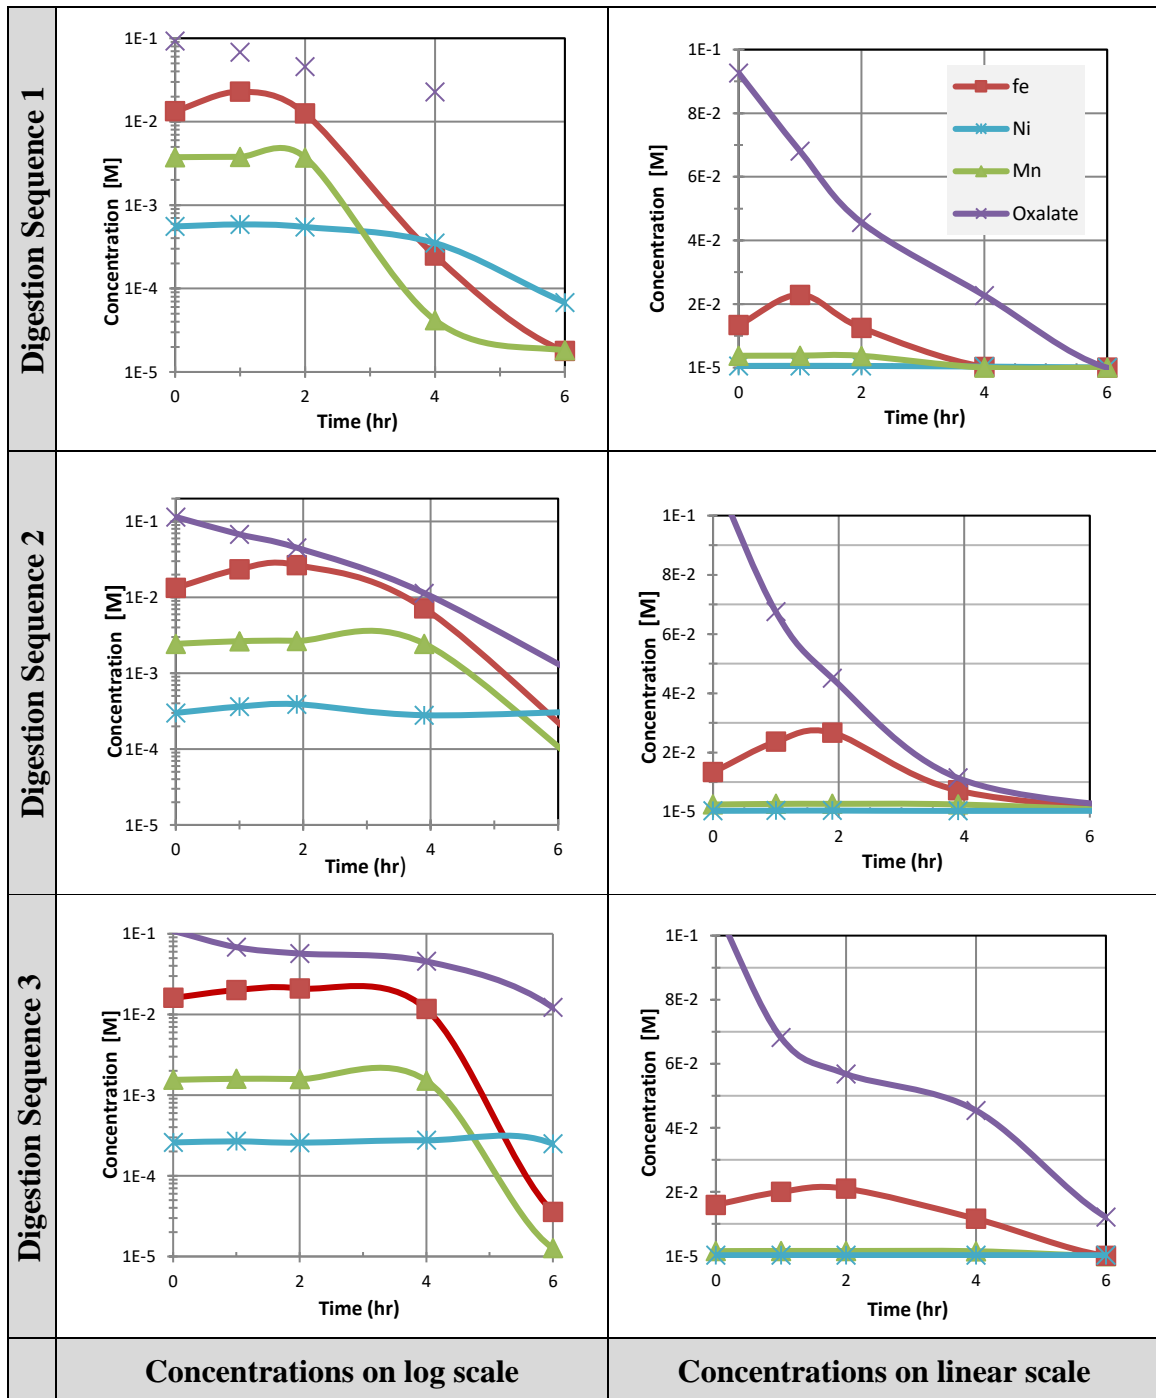 Digestion Sequence 1
Concentration [M]
1E-1
1E-2
1E-3
1E-4
1E-5
0
2
4
6
Time (hr)
Concentration [M]
1E-1
8E-2
6E-2
4E-2
2E-2
1E-5
0
2
4
6
Time (hr)
fe
Ni
Mn
Oxalate
Digestion Sequence 2
Concentration [M]
1E-1
1E-2
1E-3
1E-4
1E-5
0
2
4
6
Time (hr)
Concentration [M]
1E-1
8E-2
6E-2
4E-2
2E-2
1E-5
0
2
4
6
Time (hr)
Digestion Sequence 3
Concentration [M]
1E-1
1E-2
1E-3
1E-4
1E-5
0
2
4
6
Time (hr)
Concentration [M]
1E-1
8E-2
6E-2
4E-2
2E-2
1E-5
0
2
4
6
Time (hr)
Concentrations on log scale
Concentrations on linear scale